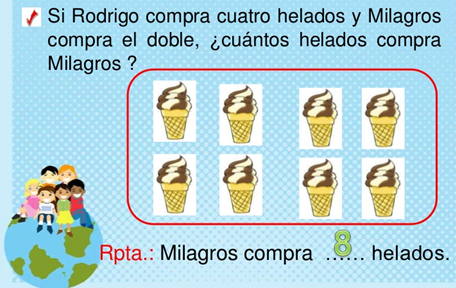 Si Rodrigo compra cuatro helados y Milagros
compra el doble, ¿cuántos helados compra
Milagros ?
Rpta.: Milagros compra ...8... helados.